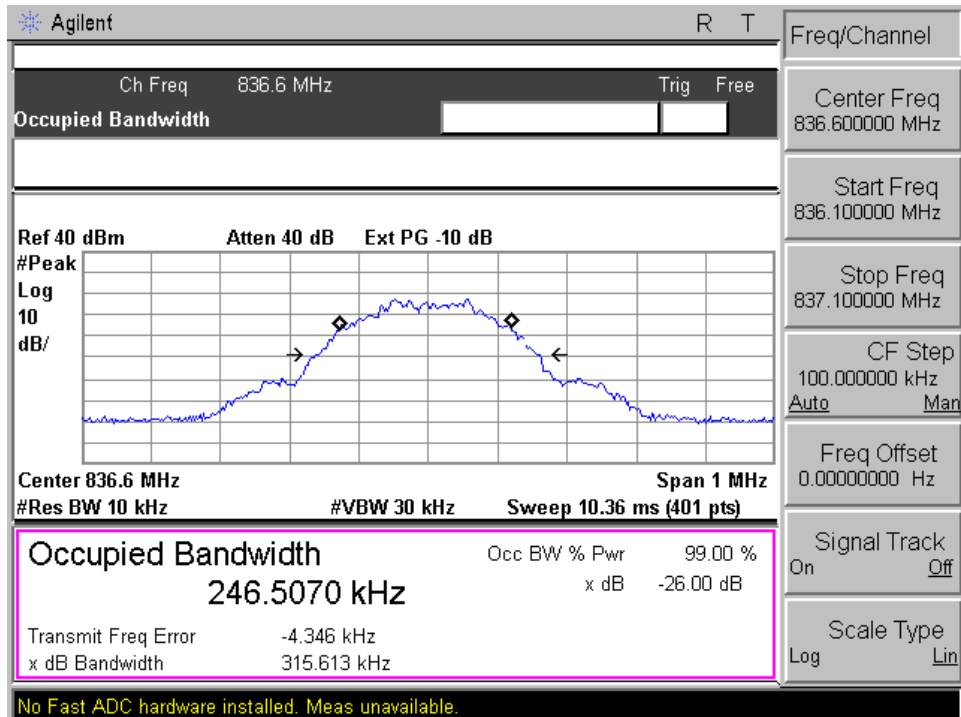 Agilent R T
Freq/Channel
Ch Freq 836.6 MHz Trig Free
Occupied Bandwidth
Center Freq
836.600000 MHz
Start Freq
836.100000 MHz
Stop Freq
837.100000 MHz
CF Step
100.000000 kHz
Auto Man
Freq Offset
0.00000000 Hz
Signal Track
On Off
Scale Type
Log Lin
Ref 40 dBm Atten 40 dB Ext PG -10 dB
#Peak
Log
10
dB/
Center 836.6 MHz Span 1 MHz
#Res BW 10 kHz #VBW 30 kHz Sweep 10.36 ms (401 pts)
Occupied Bandwidth Occ BW % Pwr 99.00 %
246.5070 kHz x dB -26.00 dB
Transmit Freq Error -4.346 kHz
x dB Bandwidth 315.613 kHz
No Fast ADC hardware installed. Meas unavailable.